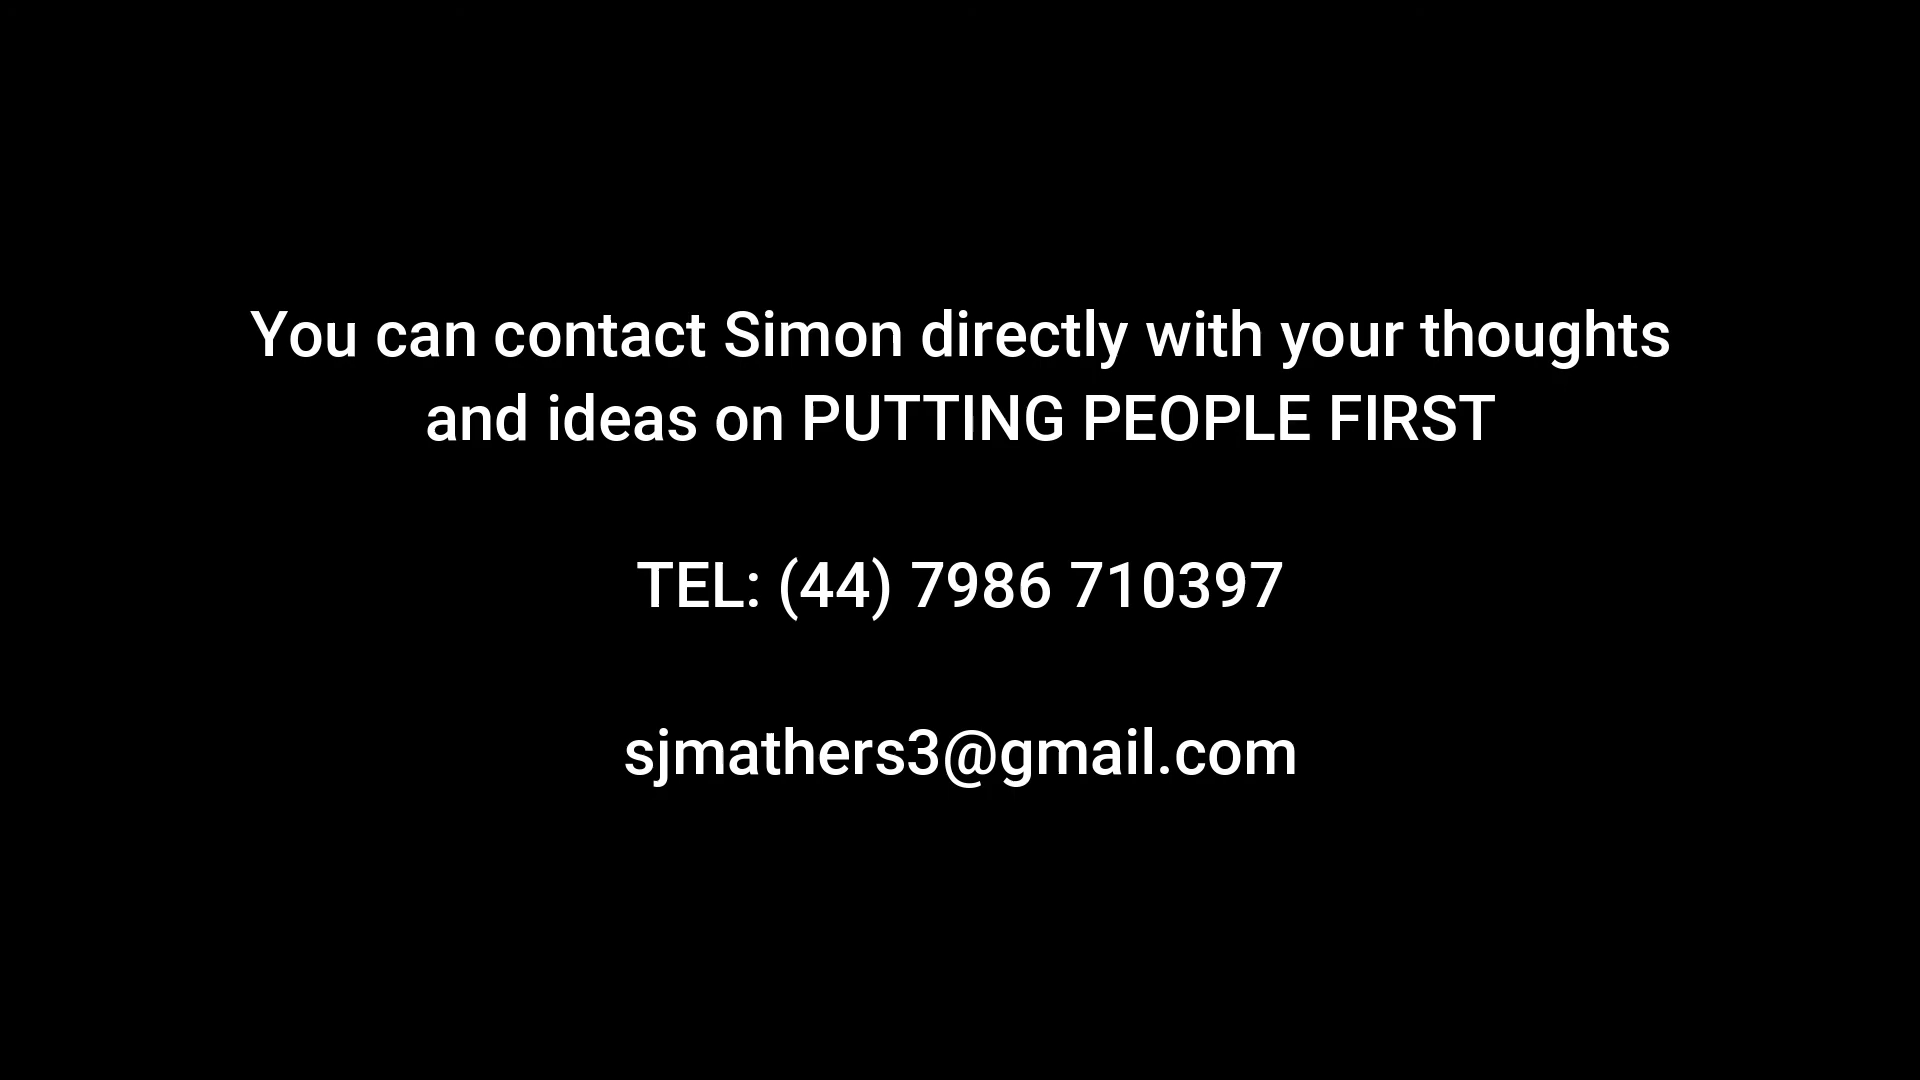 You can contact Simon directly with your thoughts
and ideas on PUTTING PEOPLE FIRST
TEL: (44) 7986 710397
sjmathers3@gmail.com